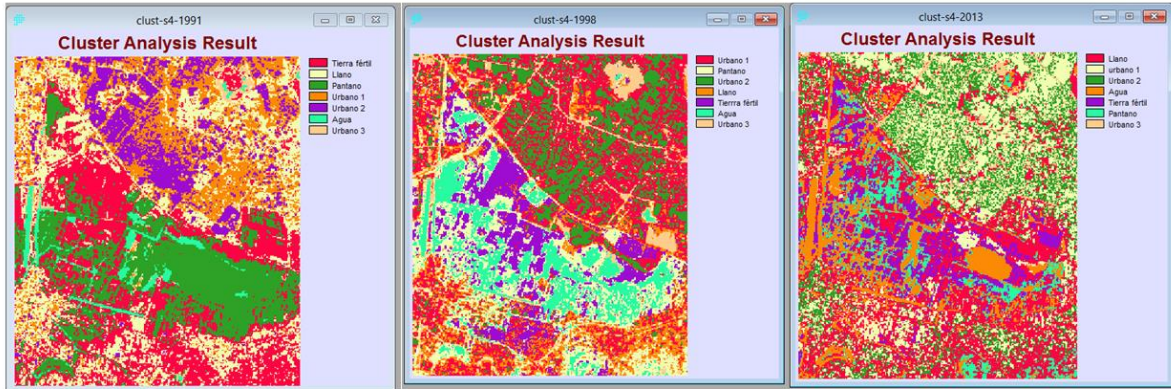 clust-s4-1991
Cluster Analysis Result
Tierra fértil
Llano
Pantano
Urbano 1
Urbano 2
Agua
Urbano 3
clust-s4-1998
Cluster Analysis Result
Urbano 1
Pantano
Urbano 2
Llano
Tierrra fértil
Agua
Urbano 3
clust-s4-2013
Cluster Analysis Result
Llano
urbano 1
Urbano 2
Agua
Tierra fértil
Pantano
Urbano 3